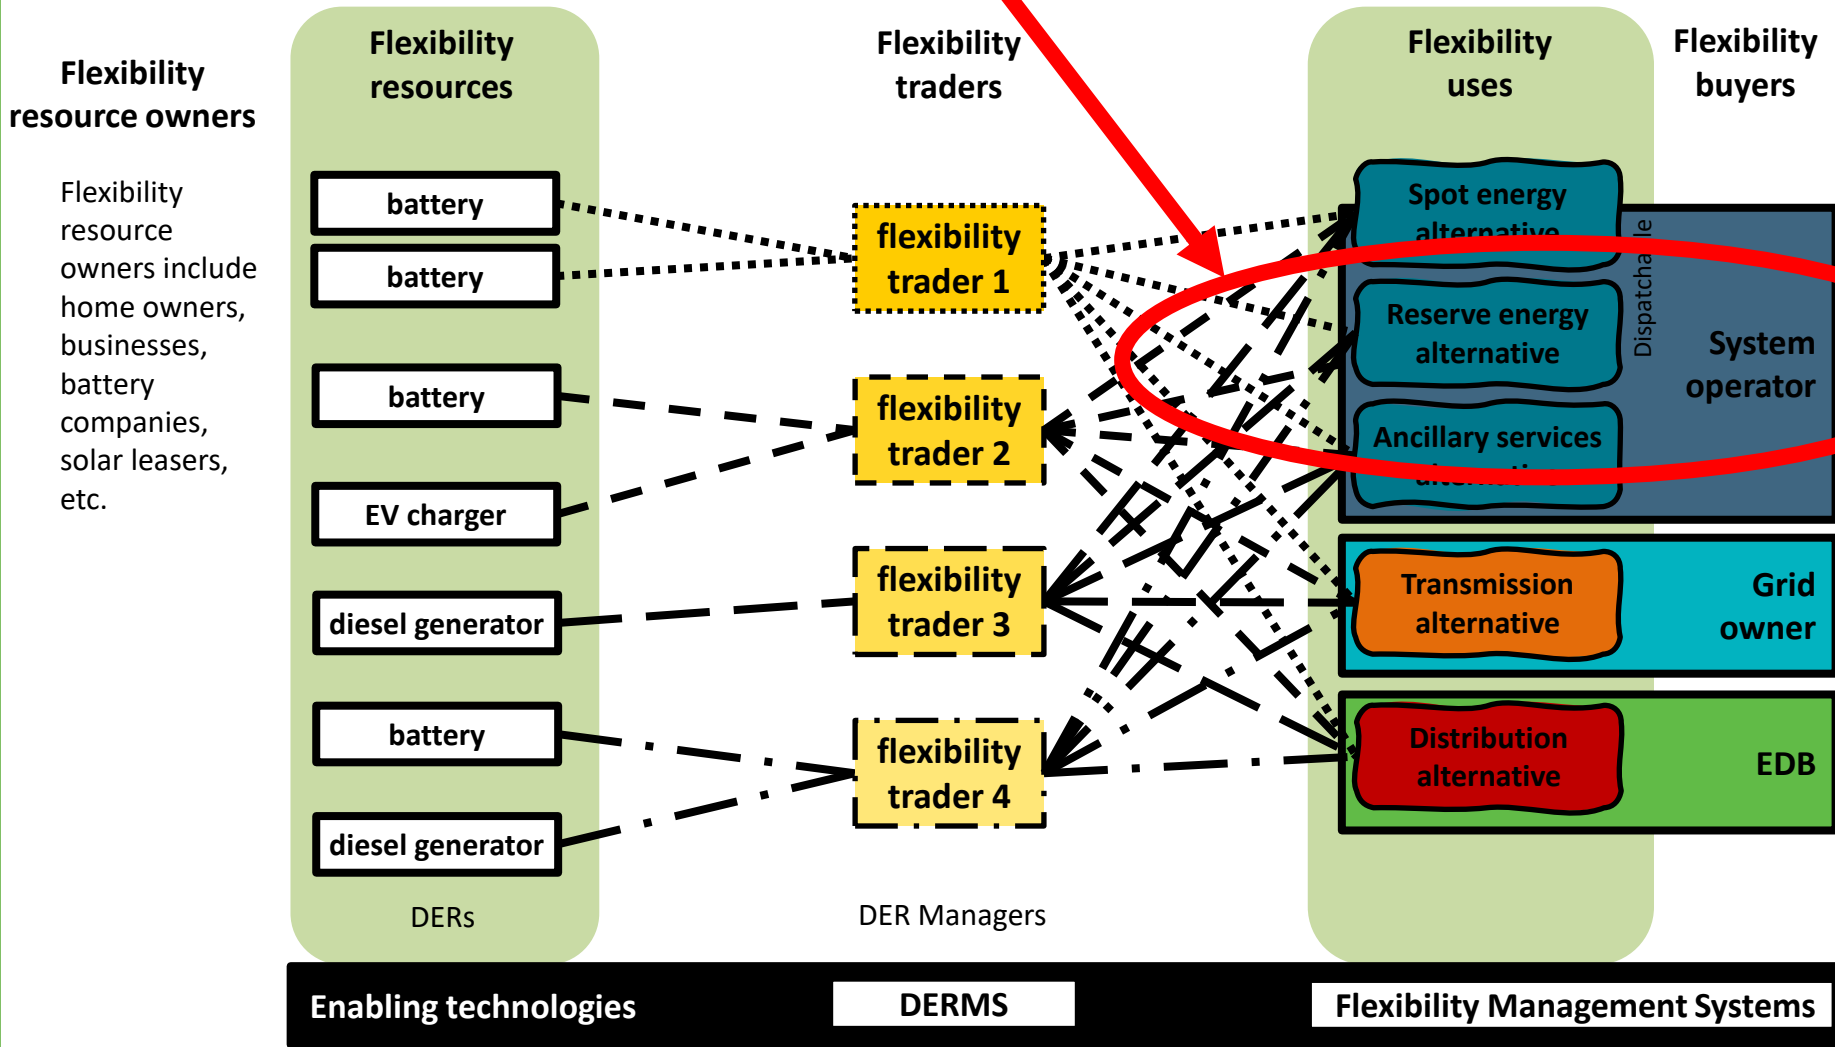 Flexibility
resource owners
Flexibility
resources
Flexibility
traders
Flexibility
uses
Flexibility
buyers
Flexibility
resource
owners include
home owners,
businesses,
battery
companies,
solar leasers,
etc.
battery
battery
battery
EV charger
diesel generator
battery
diesel generator
DERs
flexibility
trader 1
flexibility
trader 2
flexibility
trader 3
flexibility
trader 4
DER Managers
Spot energy
alternative
Reserve energy
alternative
Ancillary services
alternative
Dispatchable
System
operator
Transmission
alternative
Grid
owner
Distribution
alternative
EDB
Enabling technologies
DERMS
Flexibility Management Systems